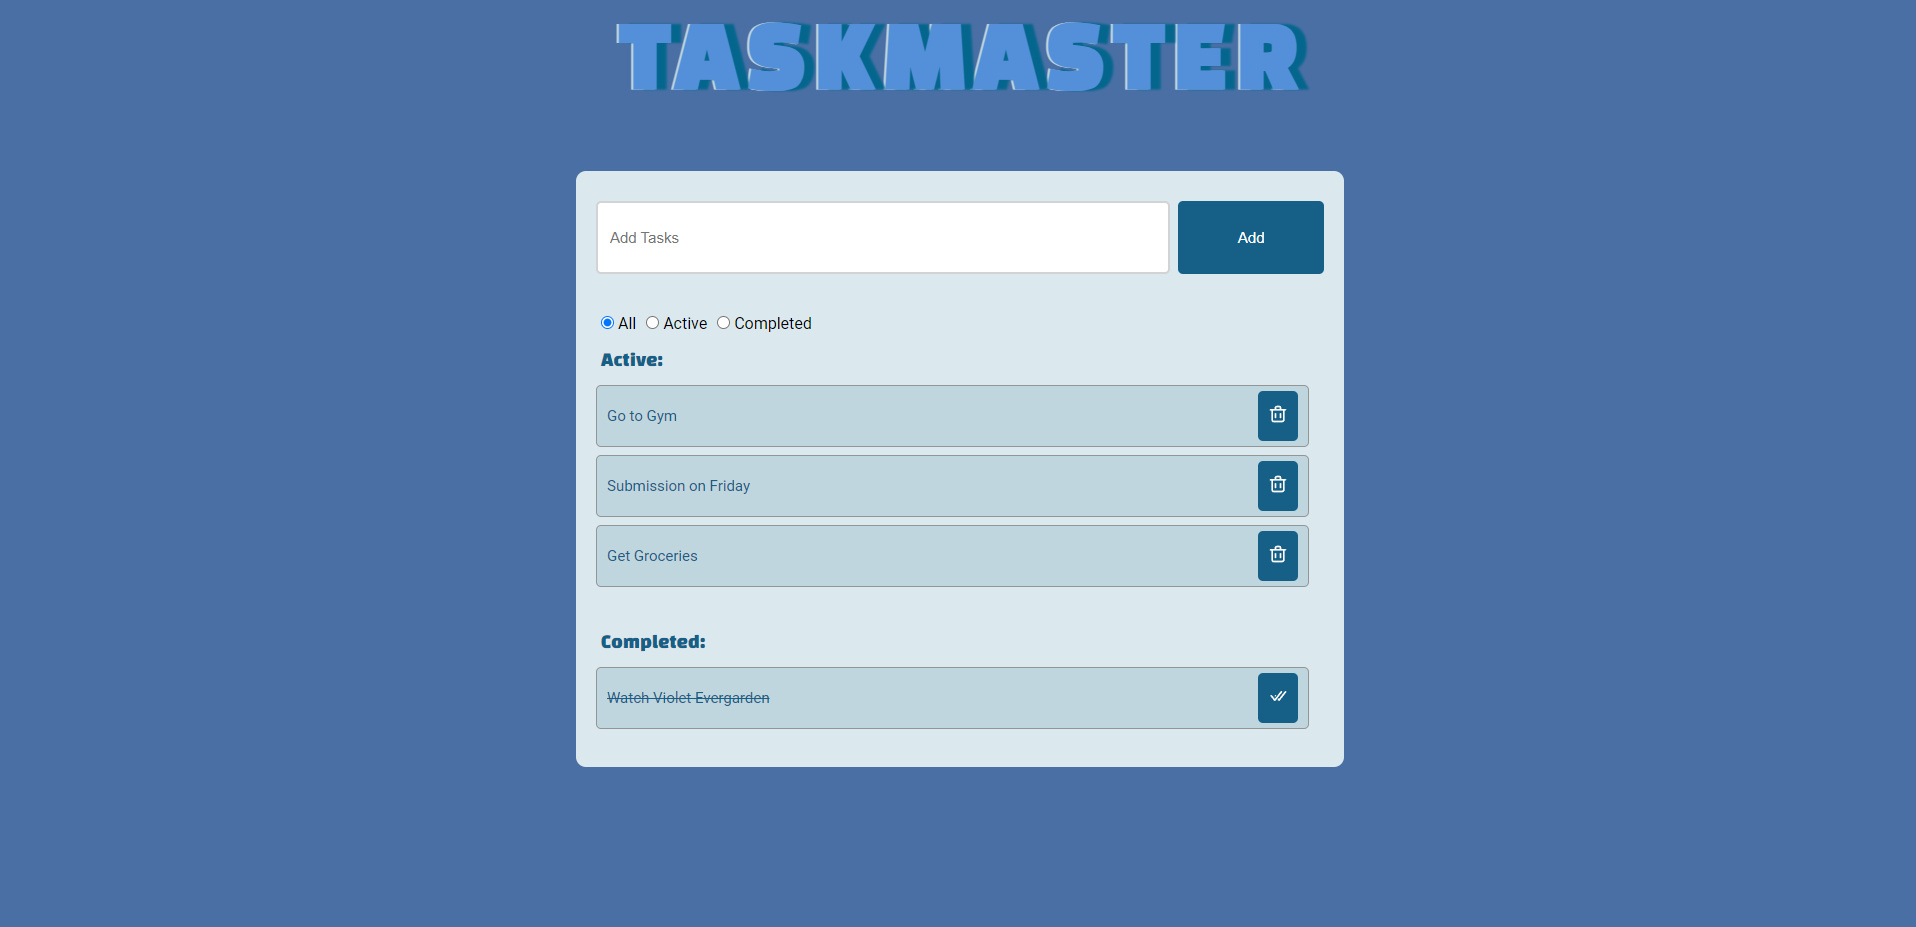 TASKMASTER
Add Tasks
Add
All Active Completed
Active:
Go to Gym
Submission on Friday
Get Groceries
Completed:
Watch Violet Evergarden